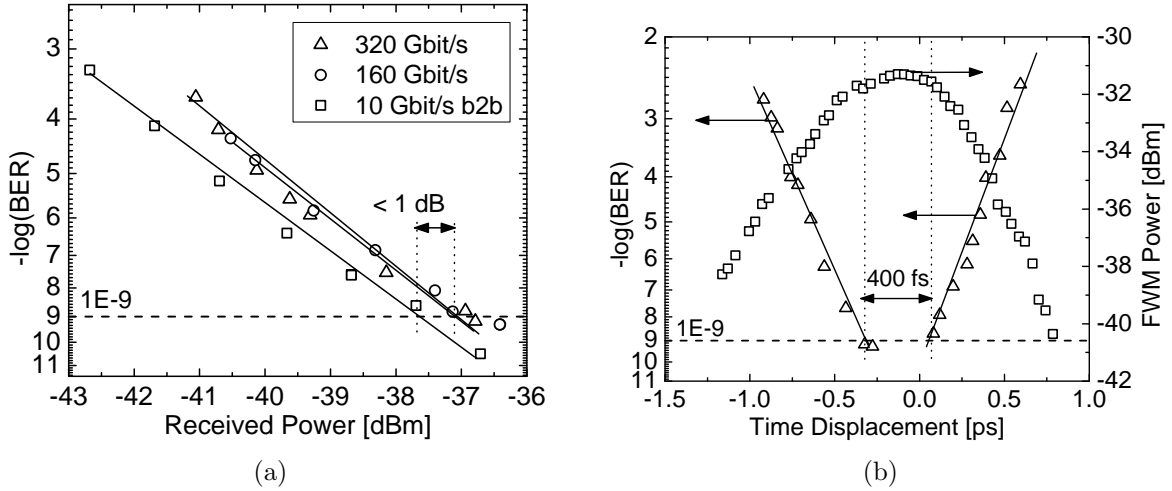 320 Gbit/s
160 Gbit/s
10 Gbit/s b2b
-log(BER)
3
4
5
6
7
8
9
10
11
< 1 dB
1E-9
-43 -42 -41 -40 -39 -38 -37 -36
Received Power [dBm]
(a)
-log(BER)
2
3
4
5
6
7
8
9
10
11
400 fs
1E-9
-30
-32
-34
-36
-38
-40
-42
FWM Power [dBm]
-1.5 -1.0 -0.5 0.0 0.5 1.0
Time Displacement [ps]
(b)